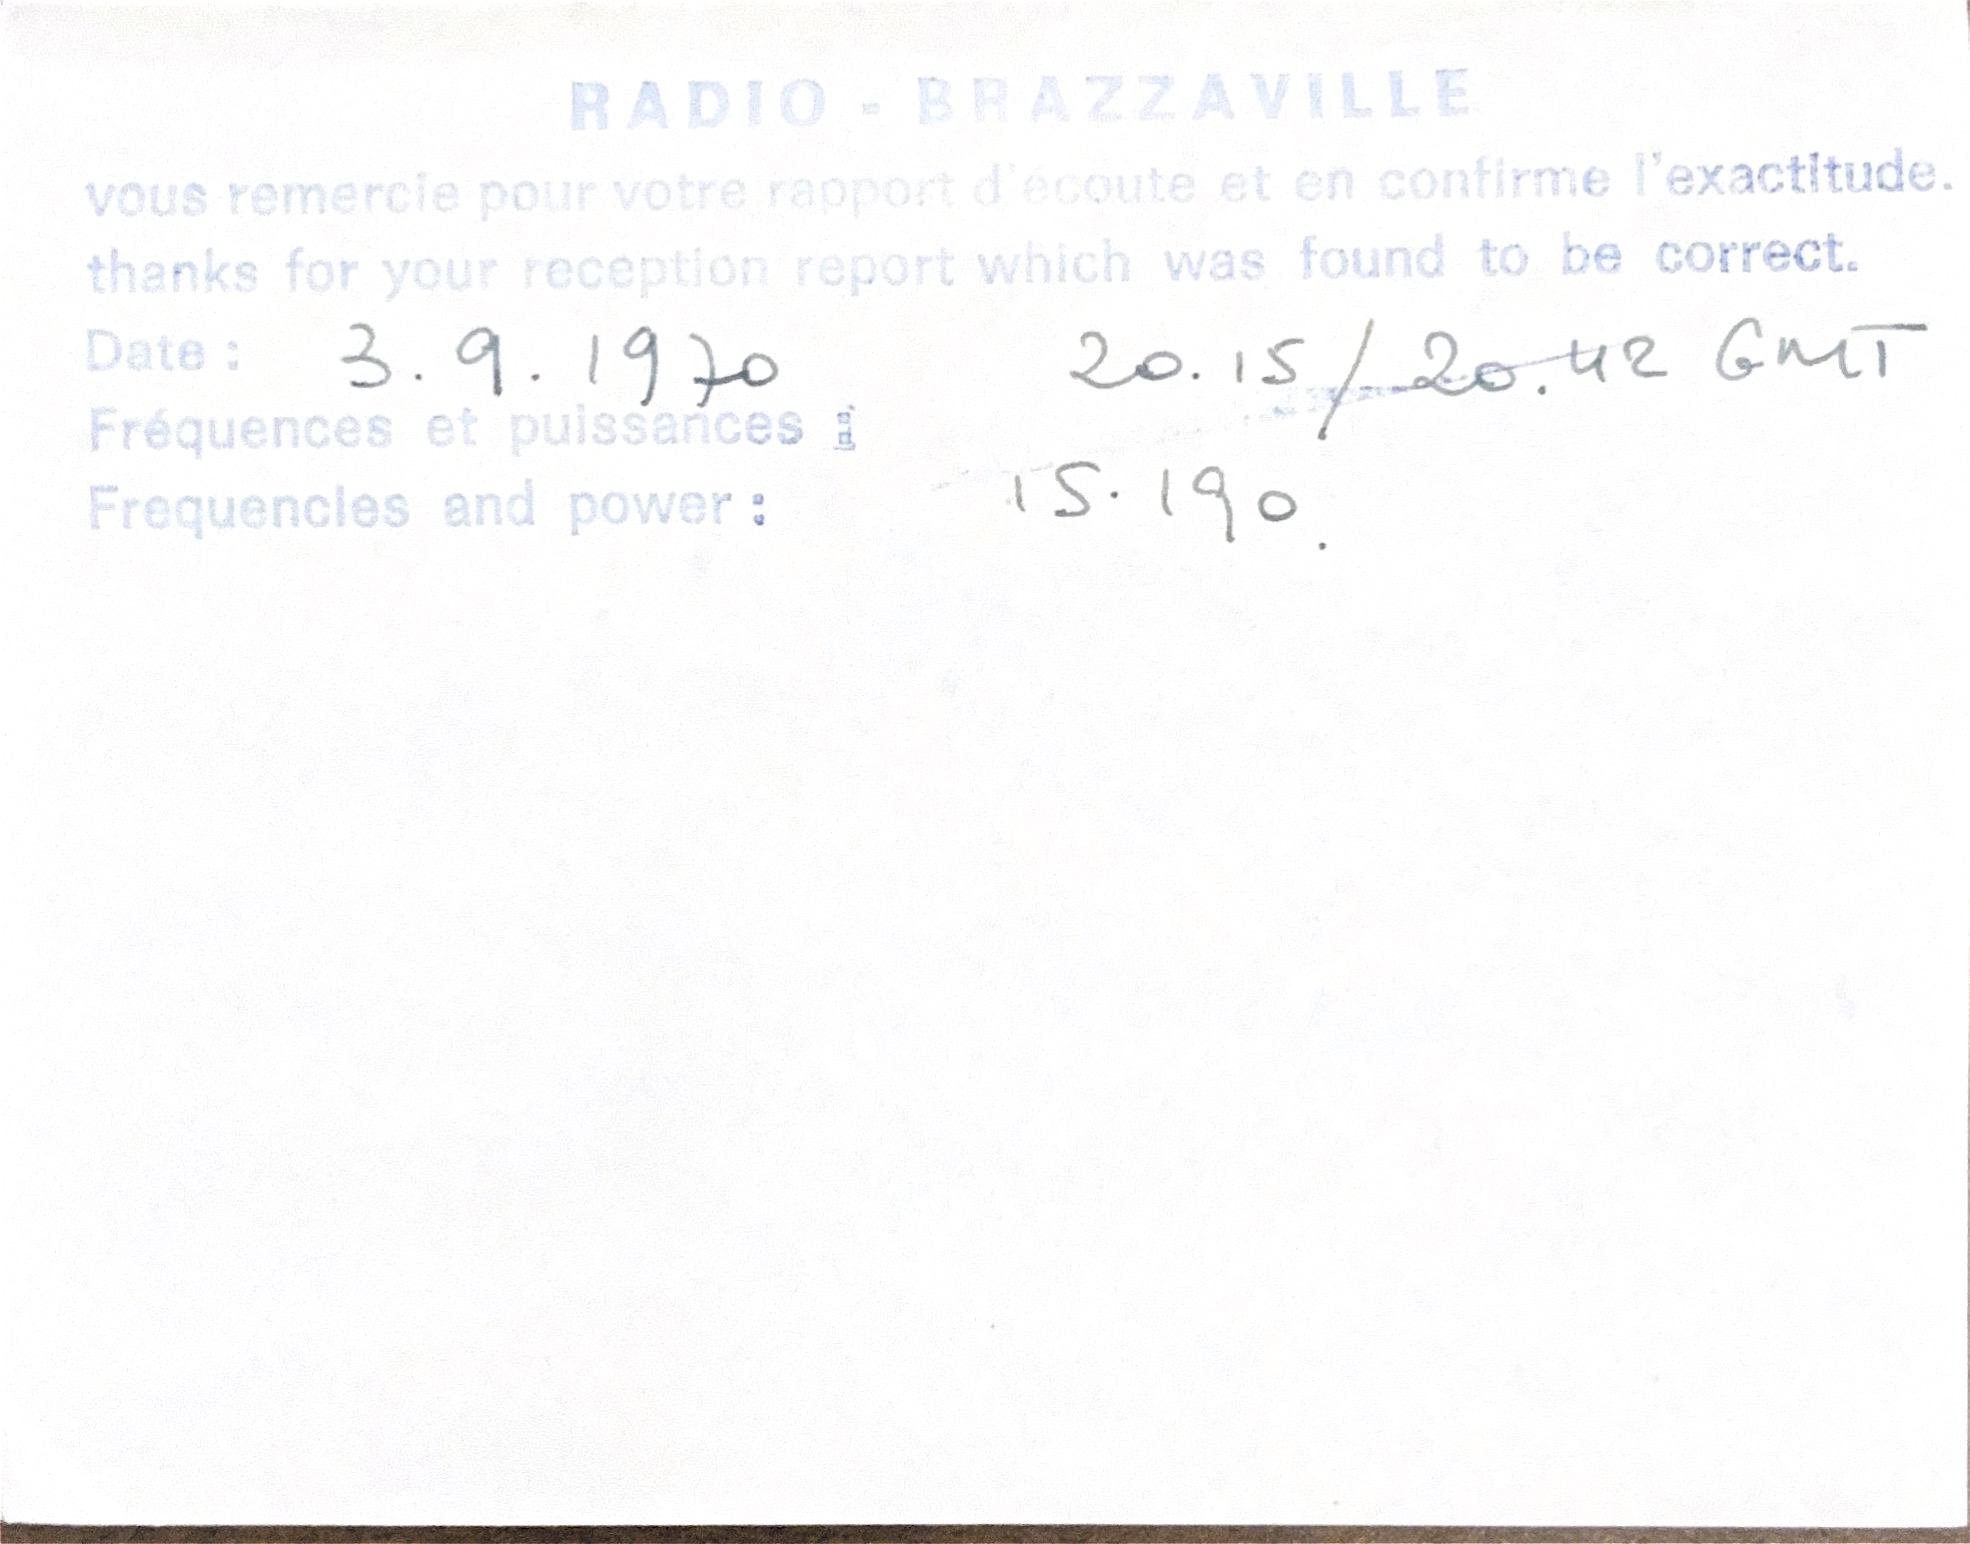 RADIO - BRAZZAVILLE
vous remercie pour votre rapport d'écoute et en confirme l'exactitude.
thanks for your reception report which was found to be correct.
Date : 3.9.1970 20.15/20.42 GMT
Fréquences et puissances :
Frequencies and power : 15.190.